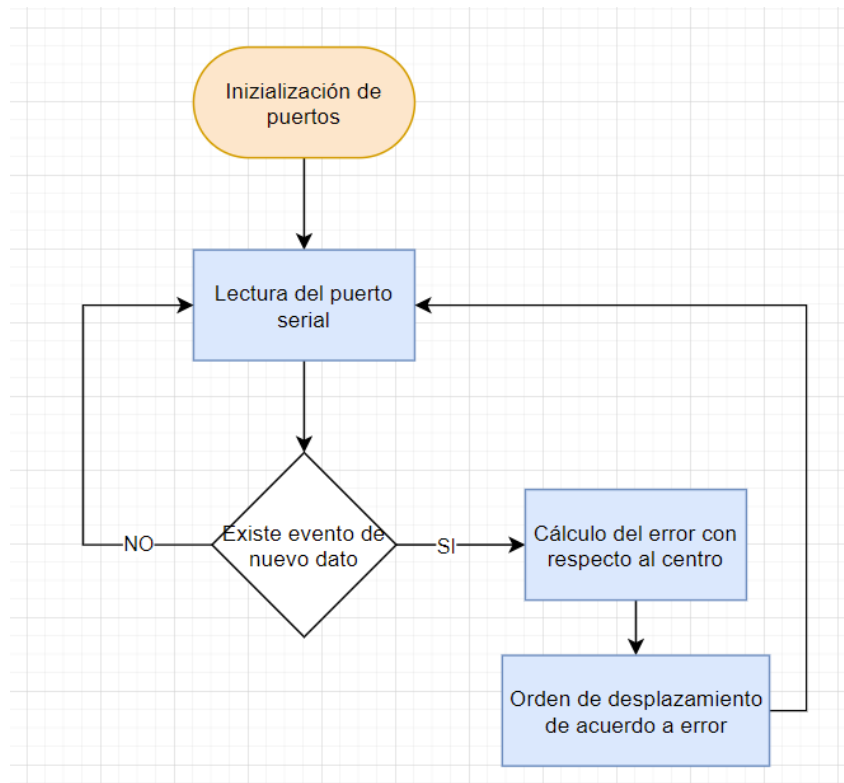 Inizialización de
puertos
Lectura del puerto
serial
Existe evento de
nuevo dato
NO
SI
Cálculo del error con
respecto al centro
Orden de desplazamiento
de acuerdo a error